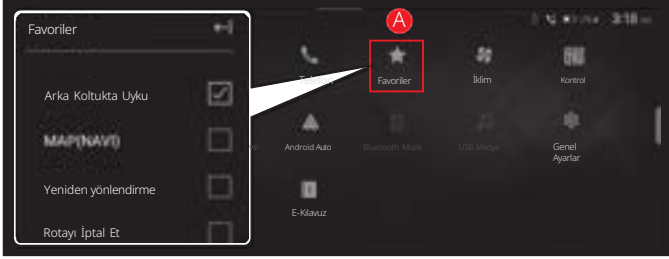 Favoriler
Arka Koltukta Uyku
MAP(NAVI)
Yeniden yönlendirme
Rotayı İptal Et
A
3:18
Favoriler
İklim
Kontrol
Android Auto
Bluetooth Müzik
USB Medya
Genel
Ayarlar
E-Kılavuz